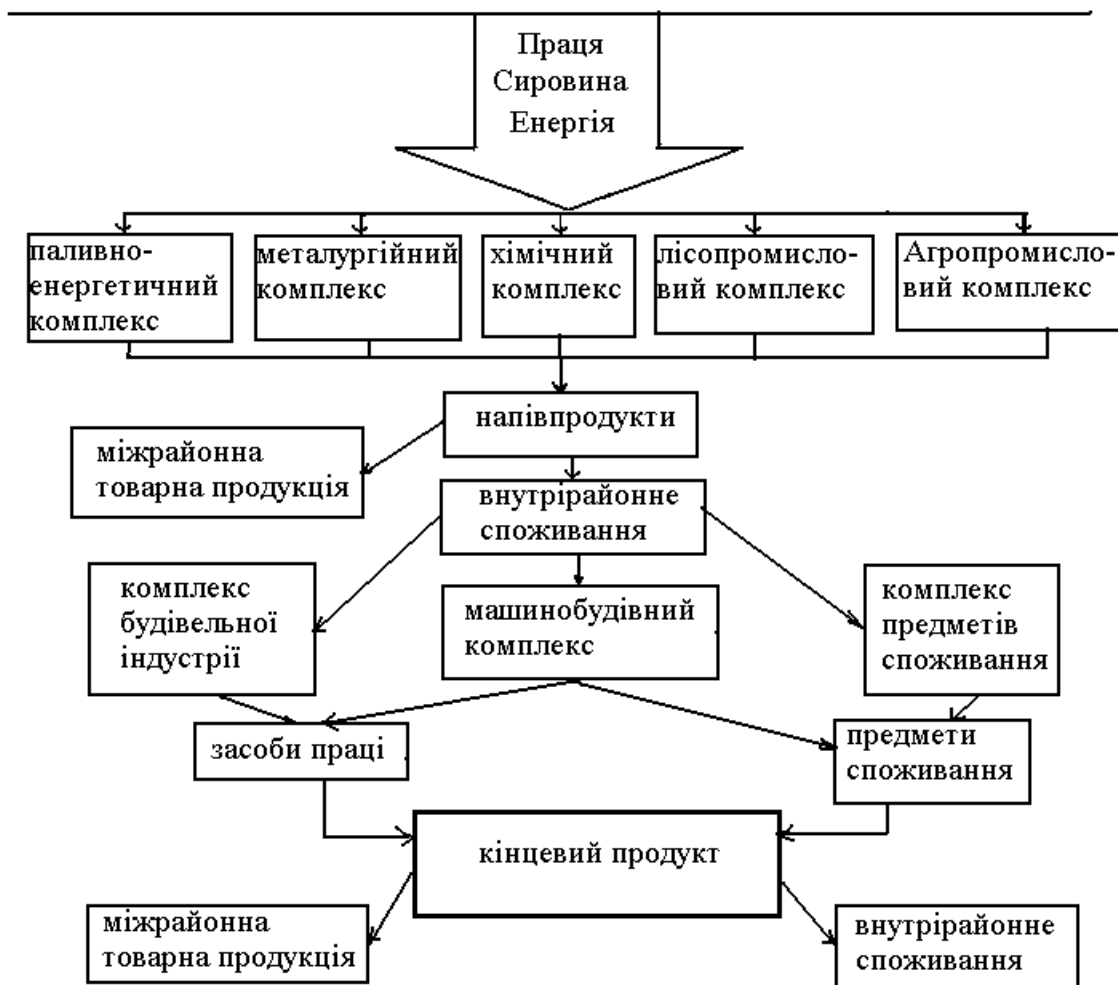 Праця
Сировина
Енергія
паливно-
енергетичний
комплекс
металургійний
комплекс
хімічний
комплекс
лісопромисло-
вий комплекс
Агропромисло-
вий комплекс
напівпродукти
міжрайонна
товарна продукція
внутрірайонне
споживання
комплекс
будівельної
індустрії
машинобудівний
комплекс
комплекс
предметів
споживання
засоби праці
предмети
споживання
кінцевий продукт
міжрайонна
товарна продукція
внутрірайонне
споживання